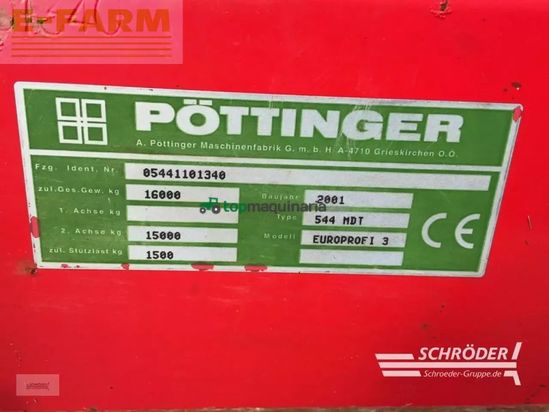 E-FARM
PÖTTINGER
A. Pöttinger Maschinenfabrik G. m. b. H. A-4710 Grieskirchen O.Ö.
Fzg. Ident. Nr. 05441101340
zul.Ges.Gew. kg 16000 Baujahr 2001
1. Achse kg Type 544 MDT
2. Achse kg 15000 Modell EUROPROFI 3
zul. Stützlast kg 1500
CE
topmaquinaria
SCHRÖDER
Schroeder-Gruppe.de